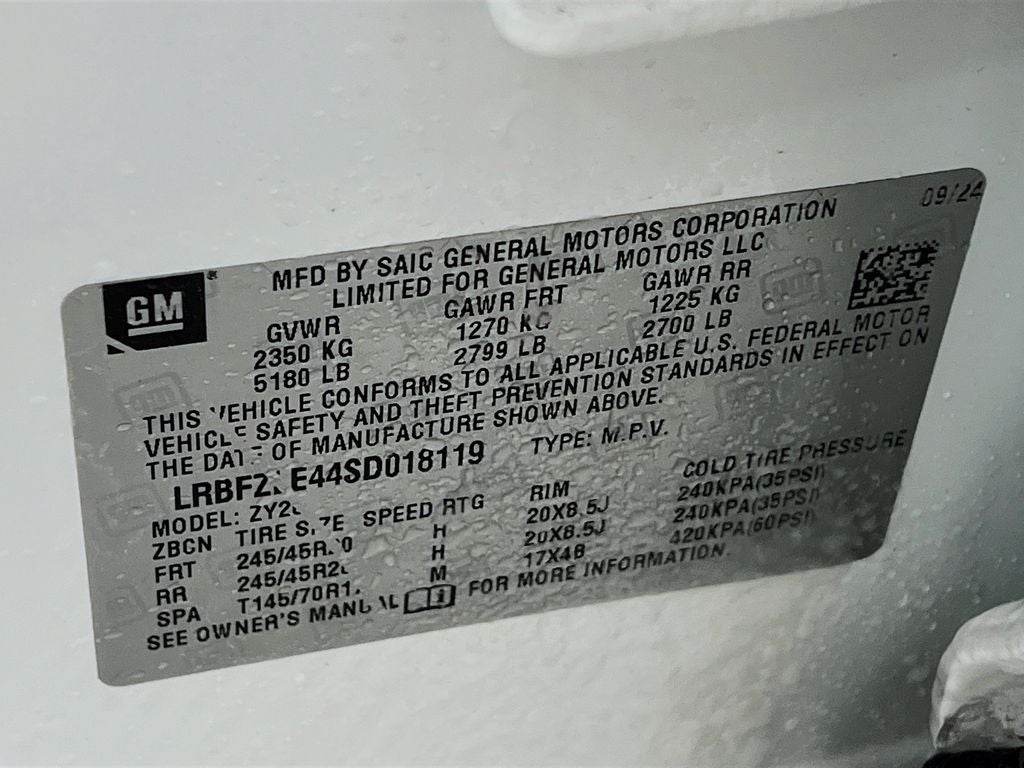 09/24
GM
MFD BY SAIC GENERAL MOTORS CORPORATION
LIMITED FOR GENERAL MOTORS LLC
GVWR GAWR FRT GAWR RR
2350 KG 1270 KG 1225 KG
5180 LB 2799 LB 2700 LB
THIS VEHICLE CONFORMS TO ALL APPLICABLE U.S. FEDERAL MOTOR
VEHICLE SAFETY AND THEFT PREVENTION STANDARDS IN EFFECT ON
THE DATE OF MANUFACTURE SHOWN ABOVE.
TYPE: M.P.V.
MODEL:
ZBCN TIRE SIZE SPEED RTG RIM COLD TIRE PRESSURE
FRT 245/45R20 H 20X8.5J 240KPA(35PSI)
RR 245/45R20 H 20X8.5J 240KPA(35PSI)
SPA M 17X4B 420KPA(60PSI)
SEE OWNER'S MANUAL FOR MORE INFORMATION.